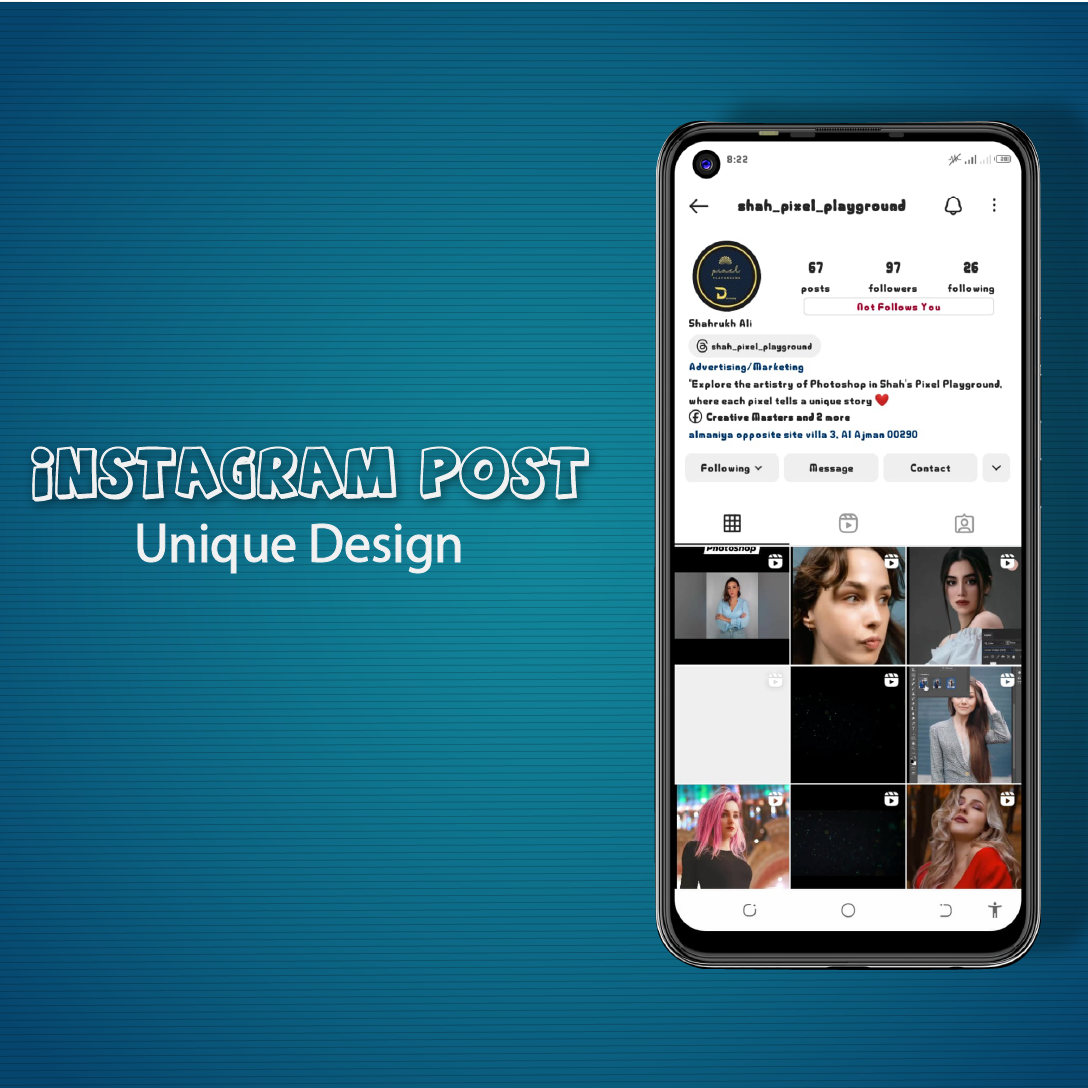 iNSTAGRAM POST
Unique Design
8:22
shah_pixel_playground
pixel
PLAYGROUND
67 97 26
posts followers following
Not Follows You
Shahrukh Ali
shah_pixel_playground
Advertising/Marketing
"Explore the artistry of Photoshop in Shah's Pixel Playground,
where each pixel tells a unique story ❤️
Creative Masters and 2 more
almaniya opposite site villa 3, Al Ajman 00290
Following Message Contact
Photoshop